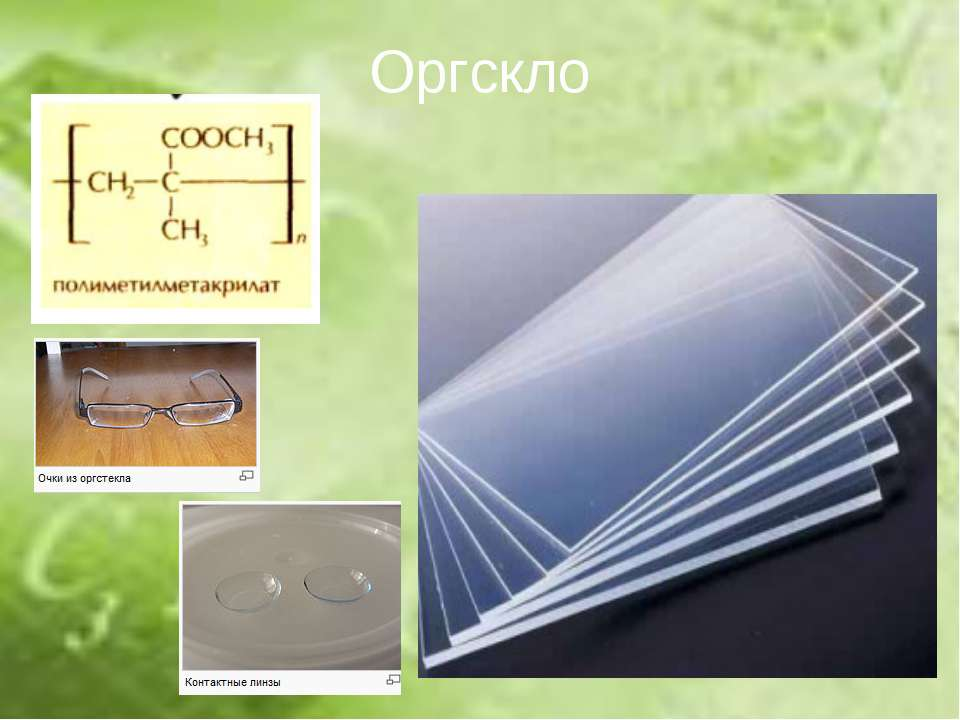 Оргскло
COOCH₃
CH₂—C
CH₃
n
полиметилметакрилат
Очки из оргстекла
Контактные линзы